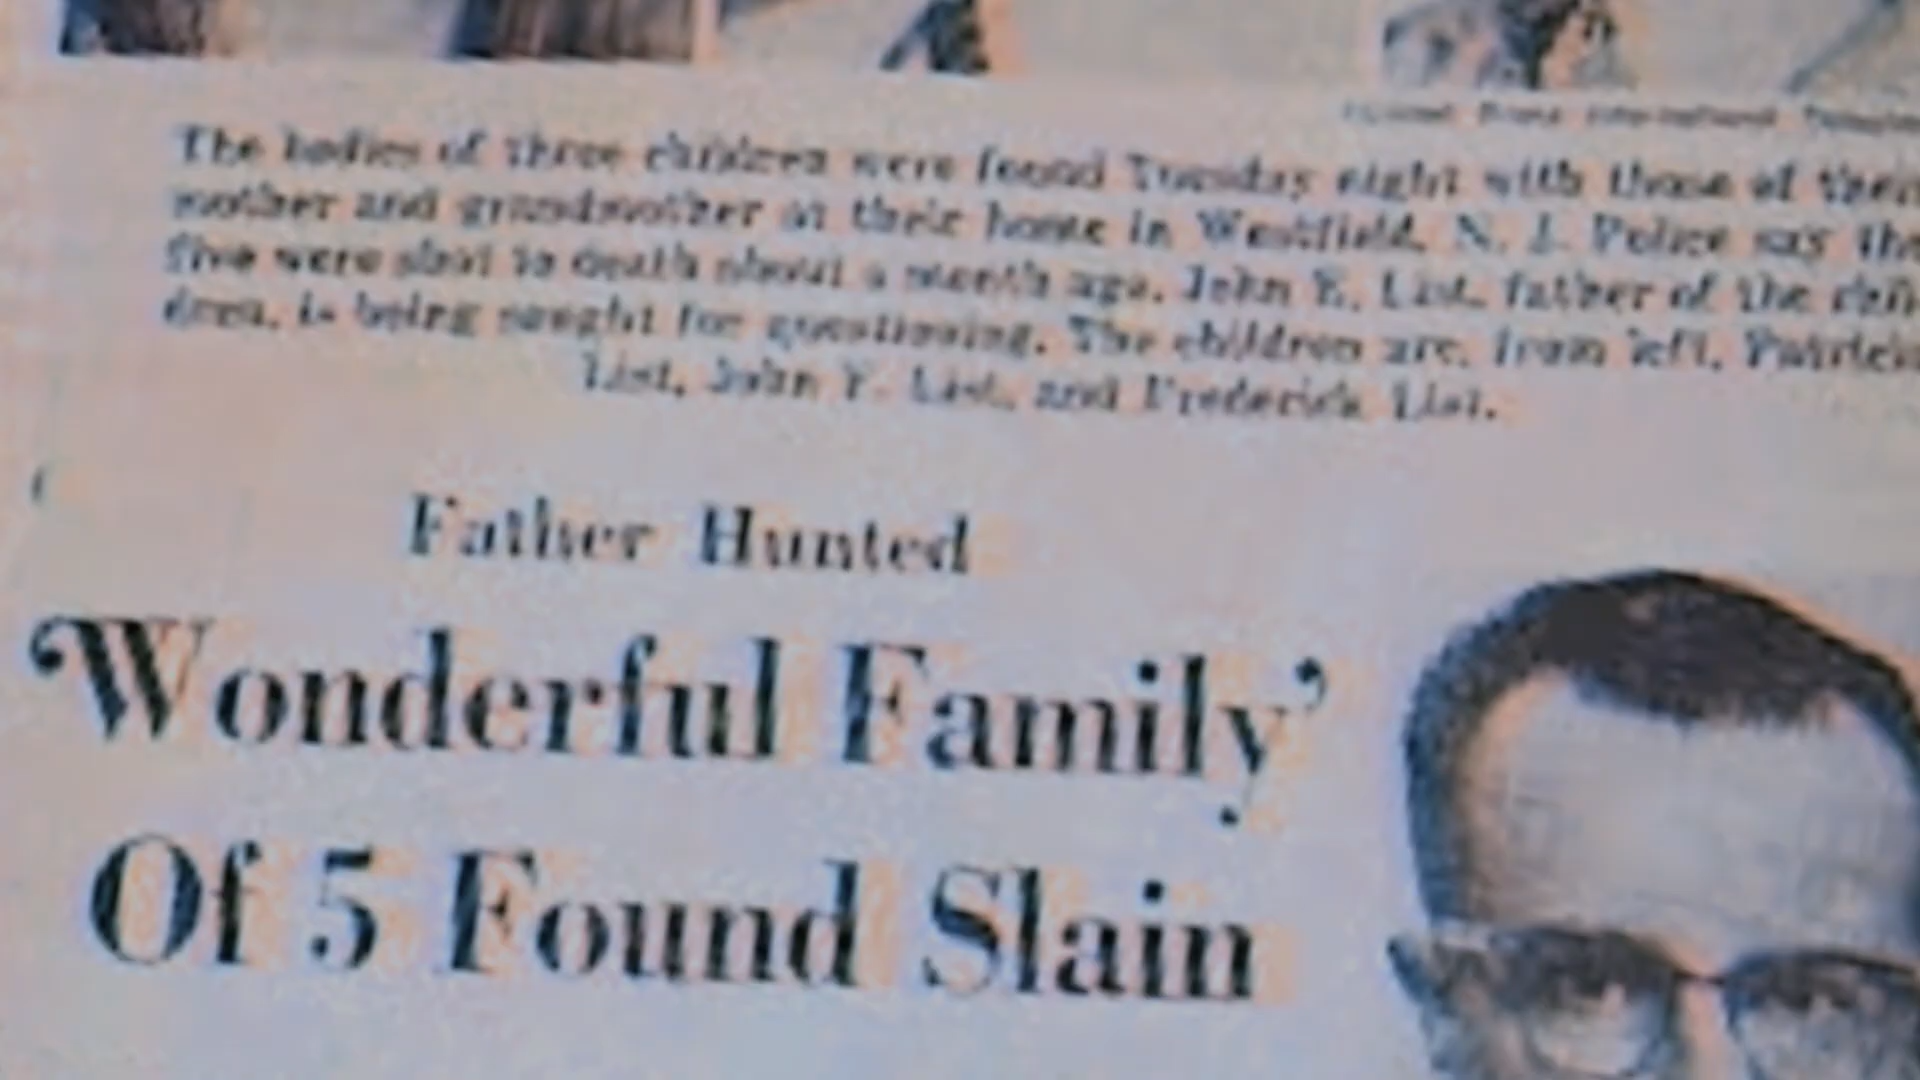 The bodies of three children were found Tuesday night with those of their
mother and grandmother at their home in Westfield, N. J. Police say the
five were shot to death about a month ago. John E. List, father of the chil-
dren, is being sought for questioning. The children are, from left, Patricia
List, John F. List, and Frederick List.
Father Hunted
'Wonderful Family'
Of 5 Found Slain